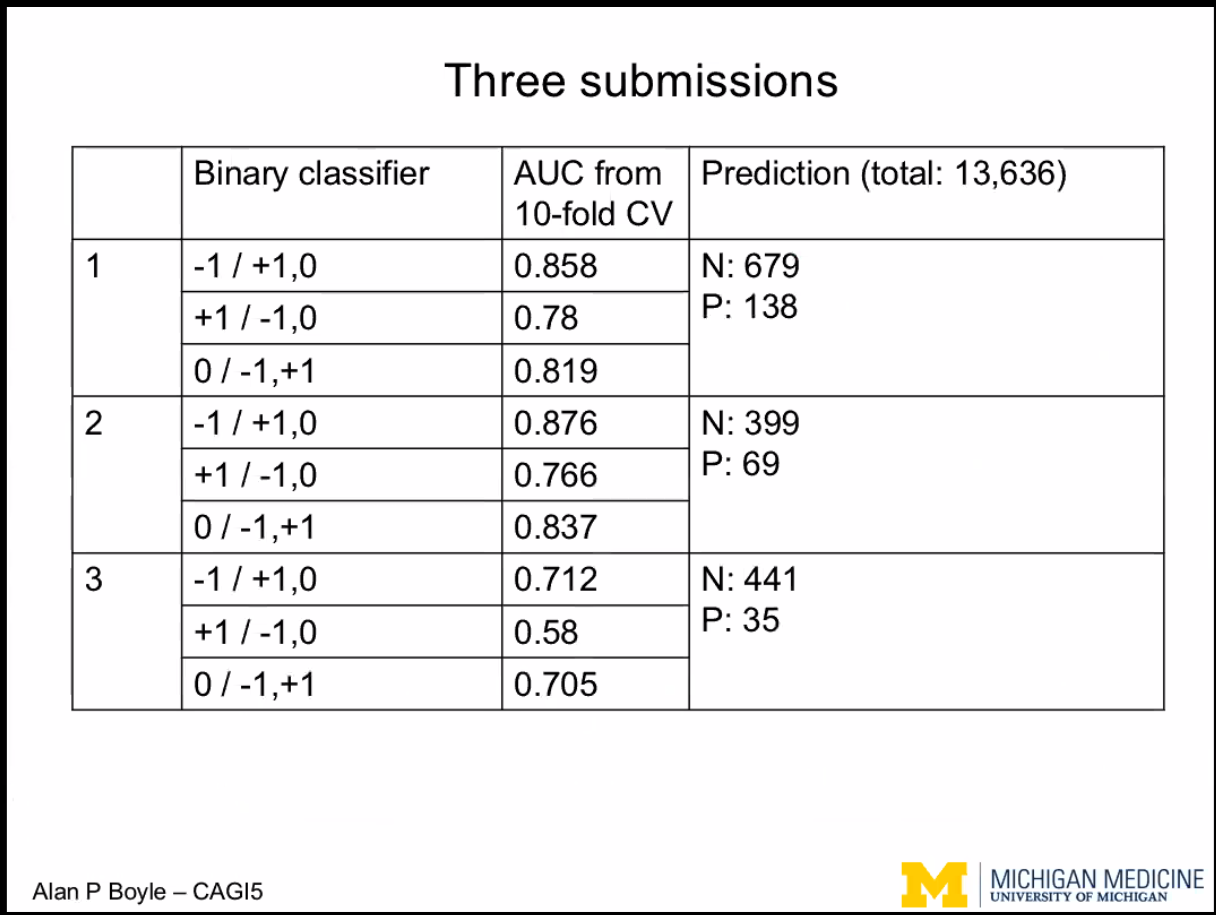 Three submissions
Binary classifier
AUC from
10-fold CV
Prediction (total: 13,636)
1
-1 / +1,0
0.858
N: 679
P: 138
+1 / -1,0
0.78
0 / -1,+1
0.819
2
-1 / +1,0
0.876
N: 399
P: 69
+1 / -1,0
0.766
0 / -1,+1
0.837
3
-1 / +1,0
0.712
N: 441
P: 35
+1 / -1,0
0.58
0 / -1,+1
0.705
Alan P Boyle – CAGI5
M
MICHIGAN MEDICINE
UNIVERSITY OF MICHIGAN